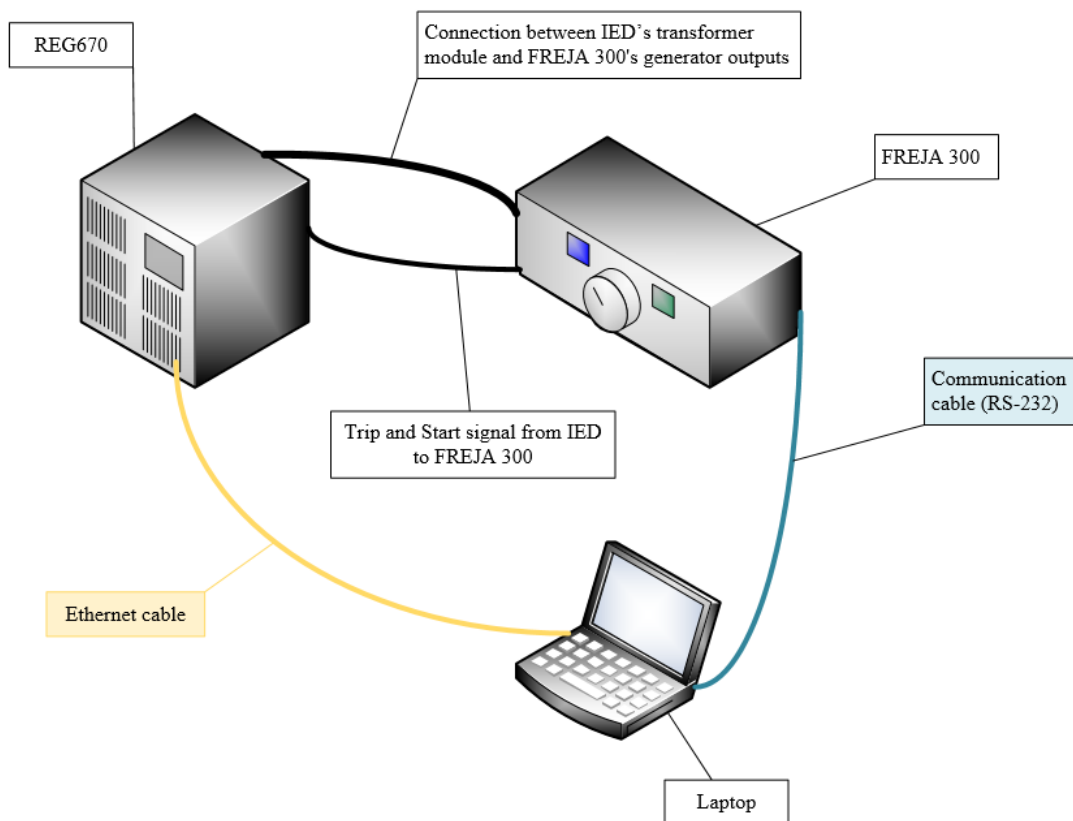 REG670
Connection between IED's transformer
module and FREJA 300's generator outputs
FREJA 300
Communication
cable (RS-232)
Trip and Start signal from IED
to FREJA 300
Ethernet cable
Laptop